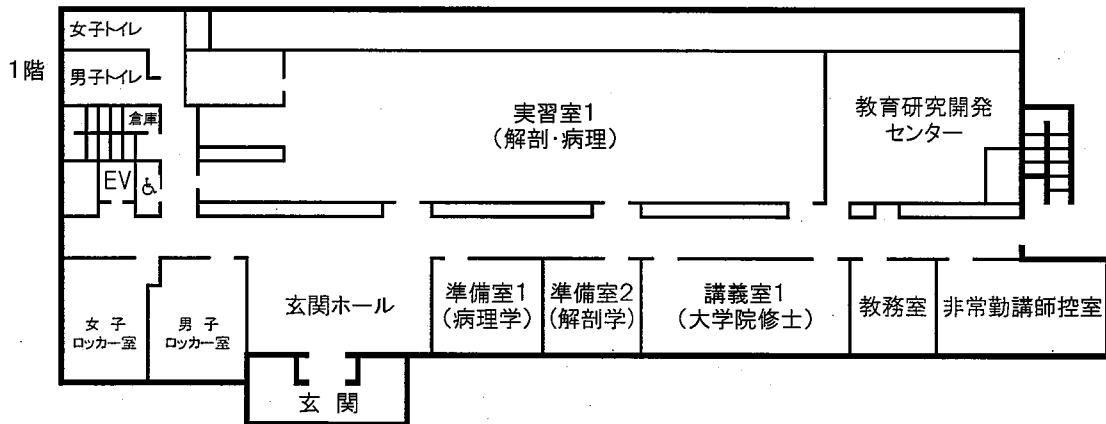 女子トイレ
1階
男子トイレ
倉庫
実習室1
(解剖・病理)
教育研究開発
センター
EV
玄関ホール
準備室1
(病理学)
準備室2
(解剖学)
講義室1
(大学院修士)
教務室
非常勤講師控室
女子
ロッカー室
男子
ロッカー室
玄関